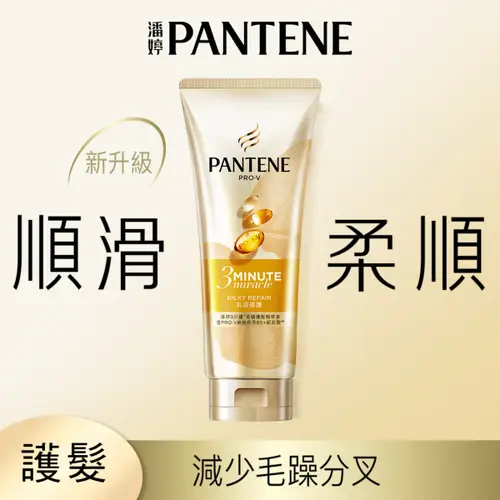 潘婷 PANTENE
新升級
順滑
柔順
PANTENE
PRO-V
3 MINUTE
miracle
MILKY REPAIR
乳液修護
護髮
減少毛躁分叉